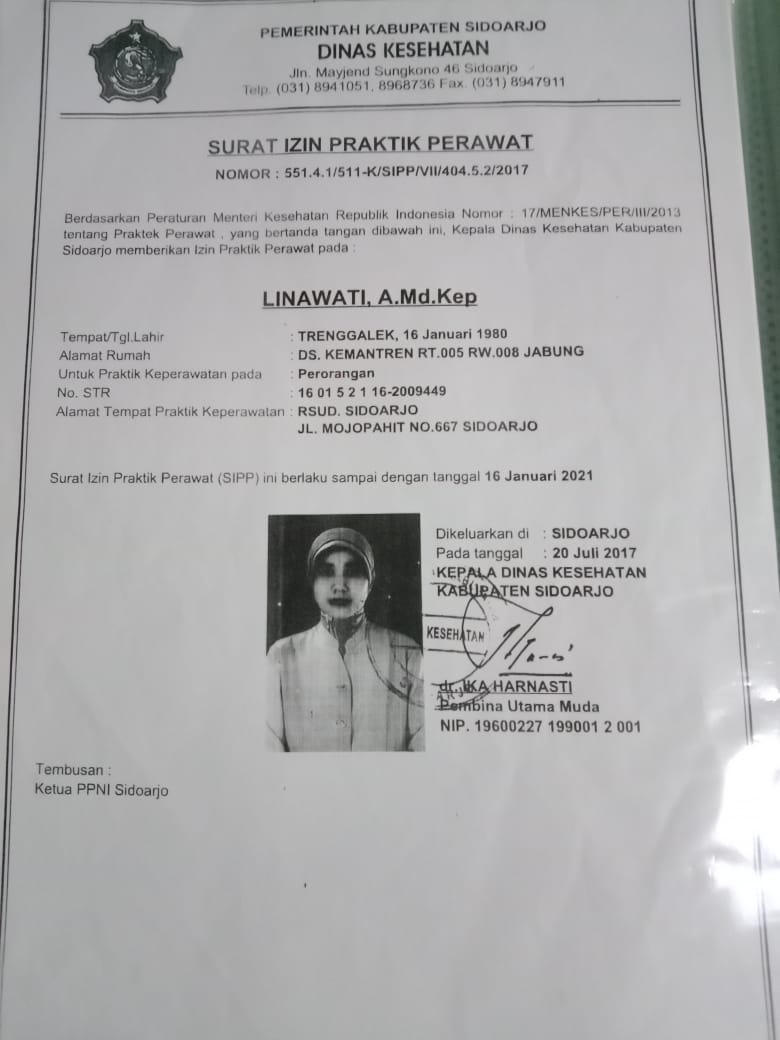 PEMERINTAH KABUPATEN SIDOARJO
DINAS KESEHATAN
Jln. Mayjend Sungkono 46 Sidoarjo
Telp. (031) 8941051, 8968736 Fax. (031) 8947911
SURAT IZIN PRAKTIK PERAWAT
NOMOR : 551.4.1/511-K/SIPP/VII/404.5.2/2017
Berdasarkan Peraturan Menteri Kesehatan Republik Indonesia Nomor : 17/MENKES/PER/III/2013
tentang Praktek Perawat , yang bertanda tangan dibawah ini, Kepala Dinas Kesehatan Kabupaten
Sidoarjo memberikan Izin Praktik Perawat pada :
LINAWATI, A.Md.Kep
Tempat/Tgl.Lahir : TRENGGALEK, 16 Januari 1980
Alamat Rumah : DS. KEMANTREN RT.005 RW.008 JABUNG
Untuk Praktik Keperawatan pada : Perorangan
No. STR : 16 01 5 2 1 16-2009449
Alamat Tempat Praktik Keperawatan : RSUD. SIDOARJO
JL. MOJOPAHIT NO.667 SIDOARJO
Surat Izin Praktik Perawat (SIPP) ini berlaku sampai dengan tanggal 16 Januari 2021
Dikeluarkan di : SIDOARJO
Pada tanggal : 20 Juli 2017
KEPALA DINAS KESEHATAN
KABUPATEN SIDOARJO
KESEHATAN
dr. IKA HARNASTI
Pembina Utama Muda
NIP. 19600227 199001 2 001
Tembusan :
Ketua PPNI Sidoarjo